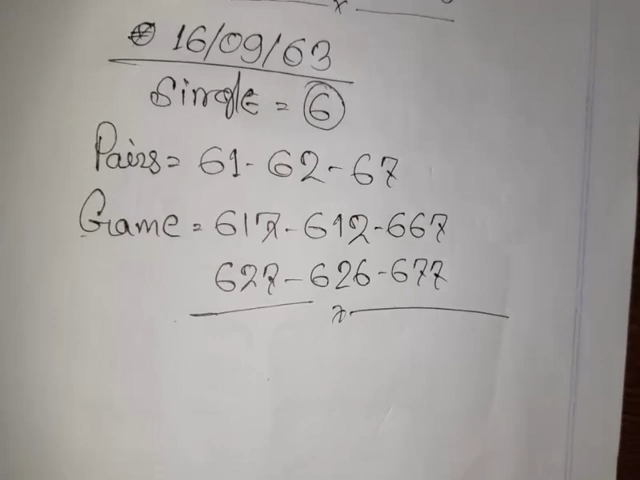 16/09/63
Single = 6
Pairs = 61 - 62 - 67
Game = 617 - 612 - 667
627 - 626 - 677
x